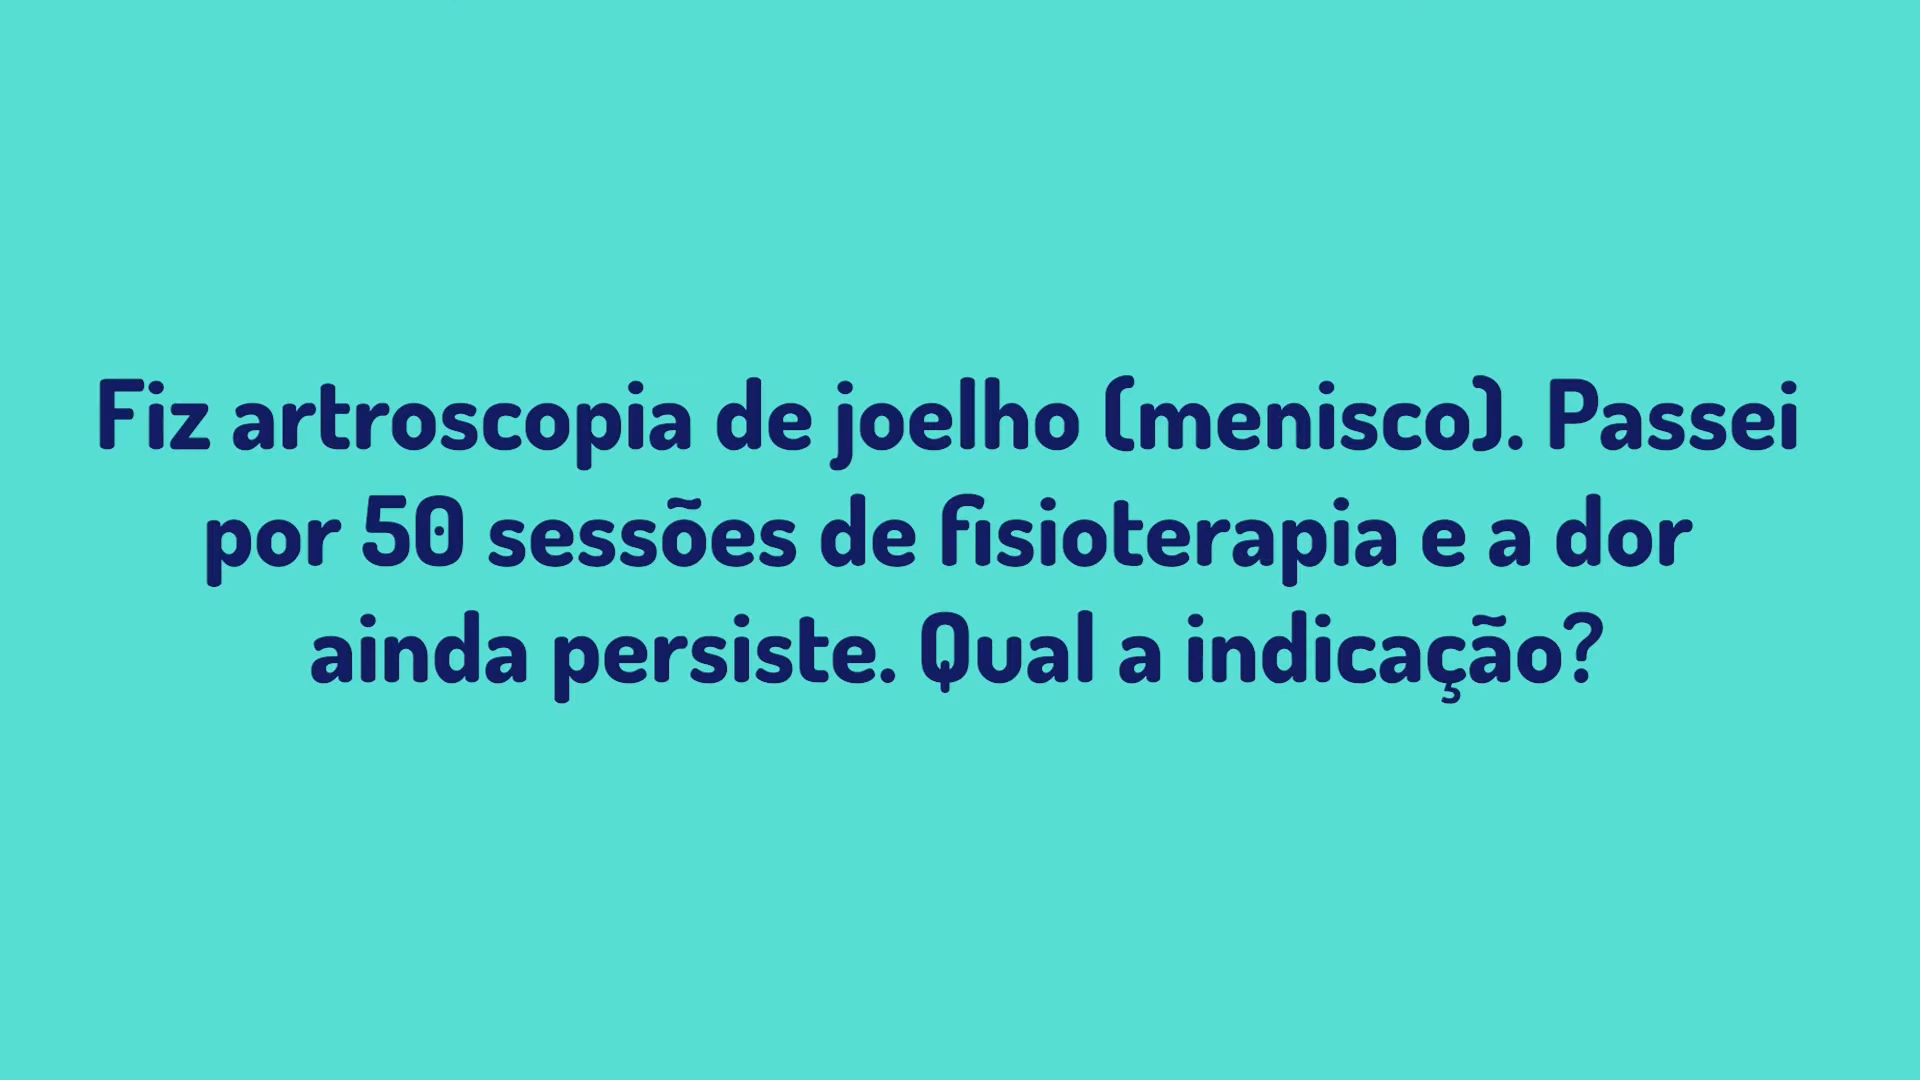 Fiz artroscopia de joelho (menisco). Passei
por 50 sessões de fisioterapia e a dor
ainda persiste. Qual a indicação?